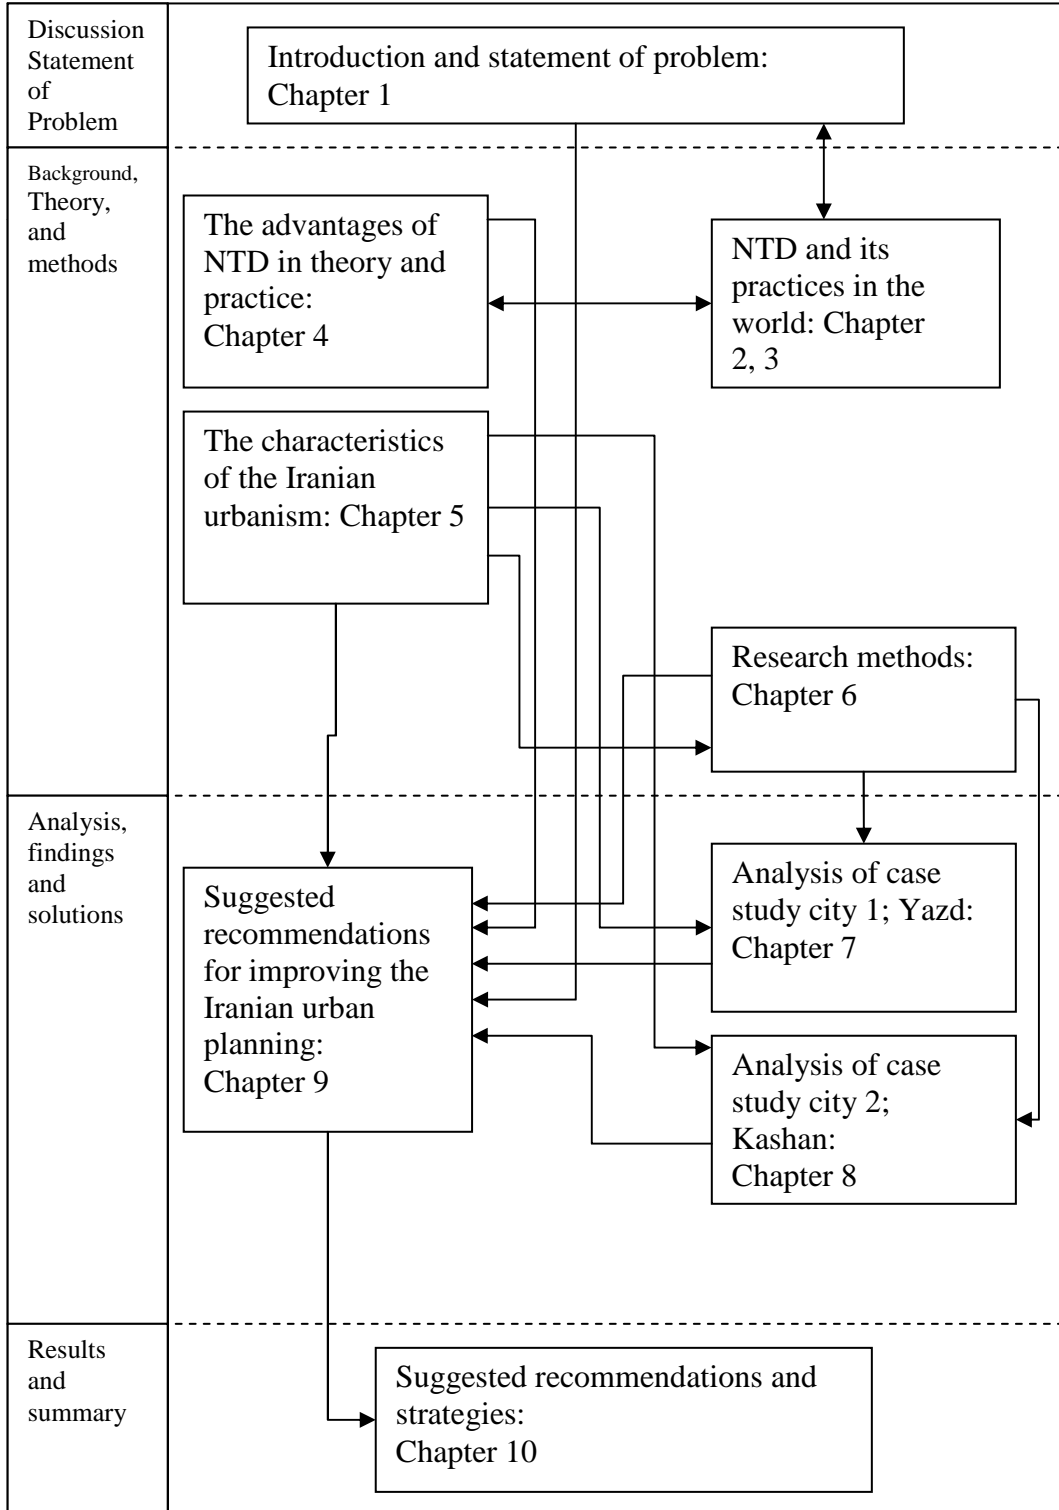 Discussion
Statement
of
Problem
Introduction and statement of problem:
Chapter 1
Background,
Theory,
and
methods
The advantages of
NTD in theory and
practice:
Chapter 4
NTD and its
practices in the
world: Chapter
2, 3
The characteristics
of the Iranian
urbanism: Chapter 5
Research methods:
Chapter 6
Analysis,
findings
and
solutions
Suggested
recommendations
for improving the
Iranian urban
planning:
Chapter 9
Analysis of case
study city 1; Yazd:
Chapter 7
Analysis of case
study city 2;
Kashan:
Chapter 8
Results
and
summary
Suggested recommendations and
strategies:
Chapter 10